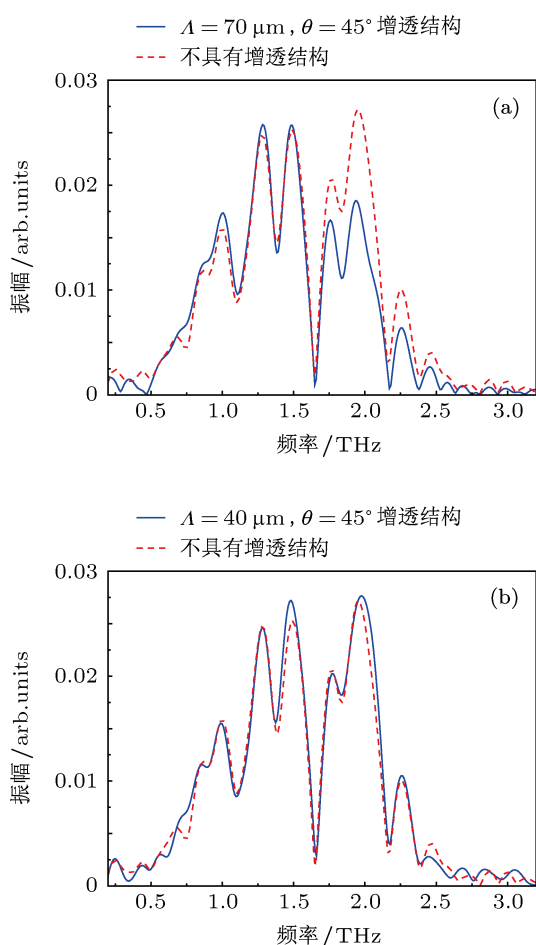 Λ = 70 μm , θ = 45° 增透结构
不具有增透结构
(a)
0.03
0.02
0.01
0
振幅/arb.units
0.5 1.0 1.5 2.0 2.5 3.0
频率/THz
Λ = 40 μm , θ = 45° 增透结构
不具有增透结构
(b)
0.03
0.02
0.01
0
振幅/arb.units
0.5 1.0 1.5 2.0 2.5 3.0
频率/THz